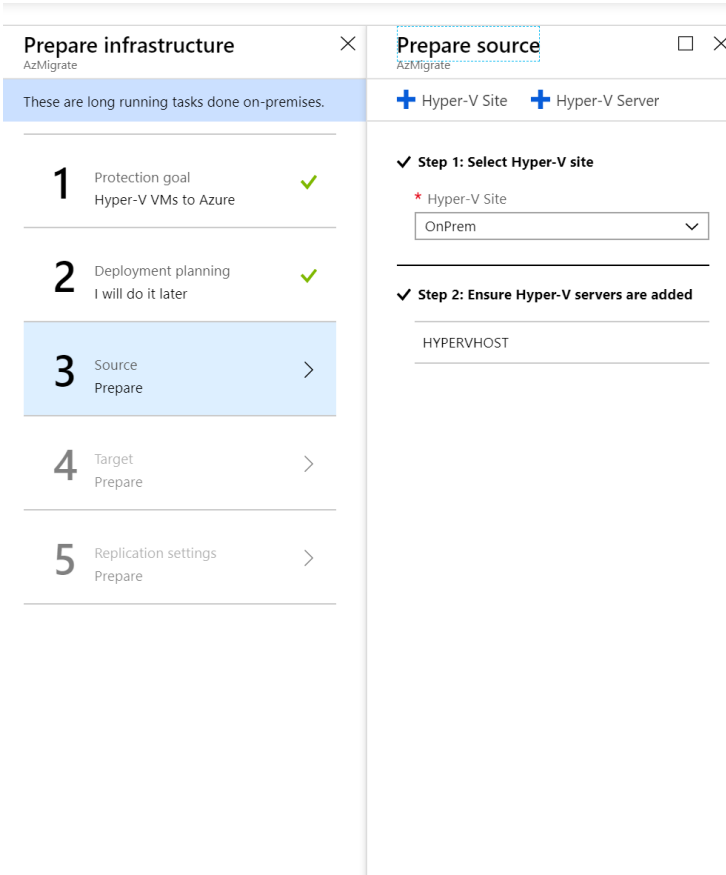 Prepare infrastructure
AzMigrate
These are long running tasks done on-premises.
1
Protection goal
Hyper-V VMs to Azure
2
Deployment planning
I will do it later
3
Source
Prepare
4
Target
Prepare
5
Replication settings
Prepare
Prepare source
AzMigrate
Hyper-V Site Hyper-V Server
Step 1: Select Hyper-V site
* Hyper-V Site
OnPrem
Step 2: Ensure Hyper-V servers are added
HYPERVHOST